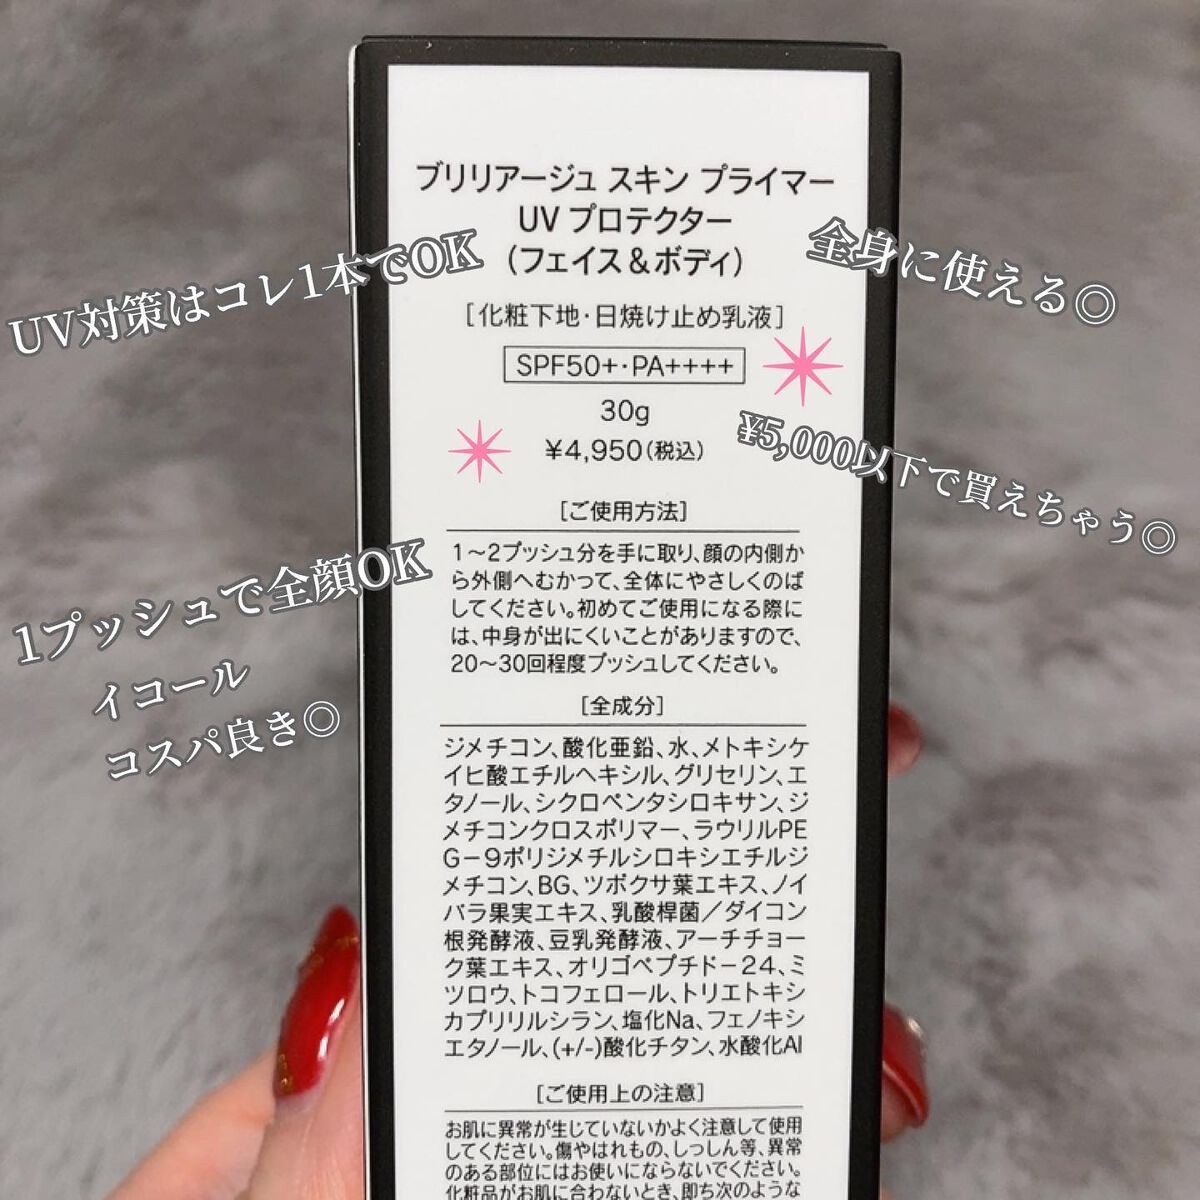 ブリリアージュ スキン プライマー
UV プロテクター
(フェイス＆ボディ)
[化粧下地・日焼け止め乳液]
SPF50+・PA++++
30g
¥4,950(税込)
UV対策はコレ1本でOK
全身に使える◎
¥5,000以下で買えちゃう◎
1プッシュで全顔OK
イコール
コスパ良き◎
[ご使用方法]
1〜2プッシュ分を手に取り、顔の内側か
ら外側へむかって、全体にやさしくのば
してください。初めてご使用になる際に
は、中身が出にくいことがありますので、
20〜30回程度プッシュしてください。
[全成分]
ジメチコン、酸化亜鉛、水、メトキシケ
イヒ酸エチルヘキシル、グリセリン、エ
タノール、シクロペンタシロキサン、ジ
メチコンクロスポリマー、ラウリルPE
G－9ポリジメチルシロキシエチルジ
メチコン、BG、ツボクサ葉エキス、ノイ
バラ果実エキス、乳酸桿菌／ダイコン
根発酵液、豆乳発酵液、アーチチョー
ク葉エキス、オリゴペプチド－24、ミ
ツロウ、トコフェロール、トリエトキシ
カプリリルシラン、塩化Na、フェノキシ
エタノール、(+/-)酸化チタン、水酸化Al
[ご使用上の注意]
お肌に異常が生じていないかよく注意して使用
してください。傷やはれもの、しっしん等、異常
のある部位にはお使いにならないでください。
化粧品がお肌に合わないとき、即ち次のような